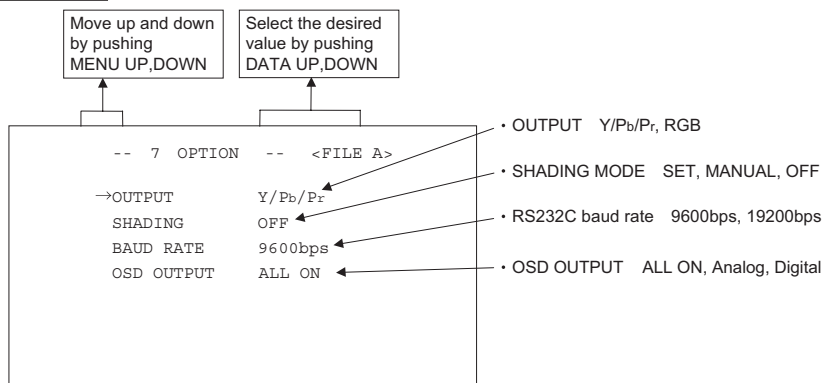 Move up and down
by pushing
MENU UP,DOWN
Select the desired
value by pushing
DATA UP,DOWN
-- 7 OPTION -- <FILE A>
→OUTPUT Y/Pb/Pr
SHADING OFF
BAUD RATE 9600bps
OSD OUTPUT ALL ON
・OUTPUT Y/Pb/Pr, RGB
・SHADING MODE SET, MANUAL, OFF
・RS232C baud rate 9600bps, 19200bps
・OSD OUTPUT ALL ON, Analog, Digital